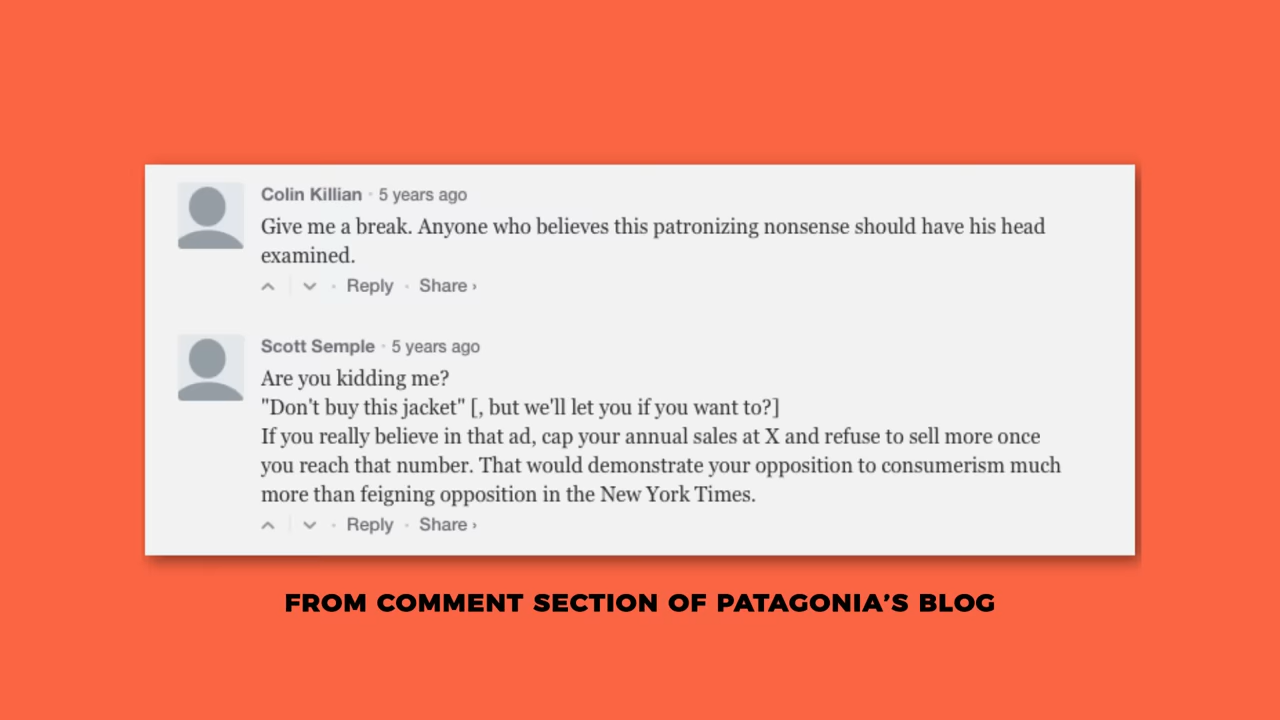 Colin Killian · 5 years ago
Give me a break. Anyone who believes this patronizing nonsense should have his head
examined.
Reply · Share ›
Scott Semple · 5 years ago
Are you kidding me?
"Don't buy this jacket" [, but we'll let you if you want to?]
If you really believe in that ad, cap your annual sales at X and refuse to sell more once
you reach that number. That would demonstrate your opposition to consumerism much
more than feigning opposition in the New York Times.
Reply · Share ›
FROM COMMENT SECTION OF PATAGONIA’S BLOG